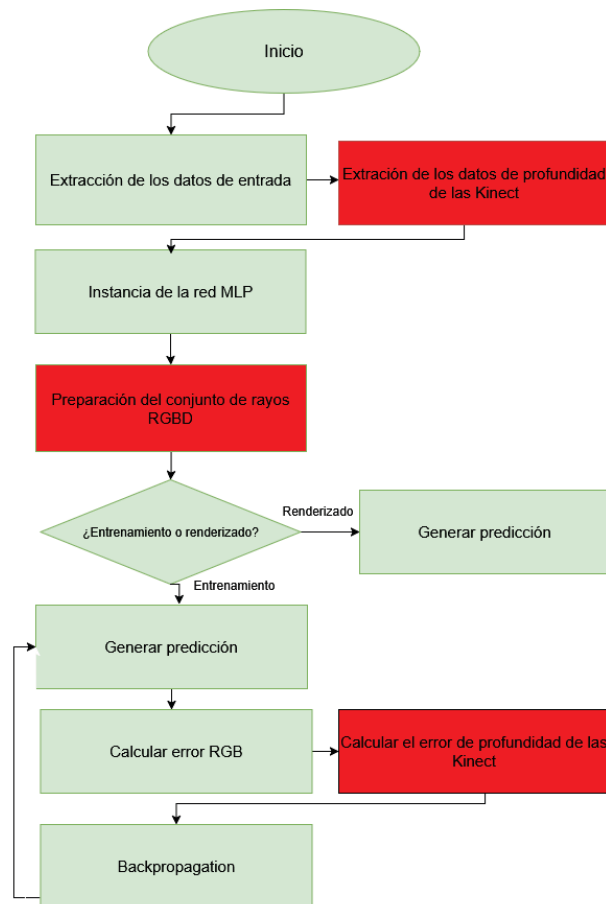 Inicio
Extracción de los datos de entrada
Extración de los datos de profundidad
de las Kinect
Instancia de la red MLP
Preparación del conjunto de rayos
RGBD
¿Entrenamiento o renderizado?
Renderizado
Generar predicción
Entrenamiento
Generar predicción
Calcular error RGB
Calcular el error de profundidad de las
Kinect
Backpropagation